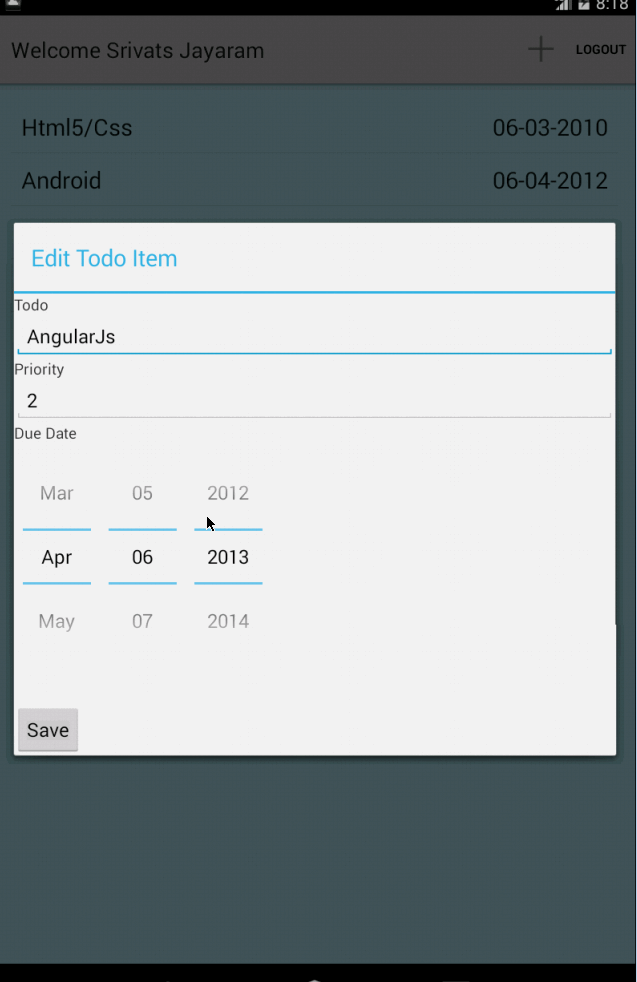 8:18
Welcome Srivats Jayaram LOGOUT
Html5/Css 06-03-2010
Android 06-04-2012
Edit Todo Item
Todo
AngularJs
Priority
2
Due Date
Mar 05 2012
Apr 06 2013
May 07 2014
Save